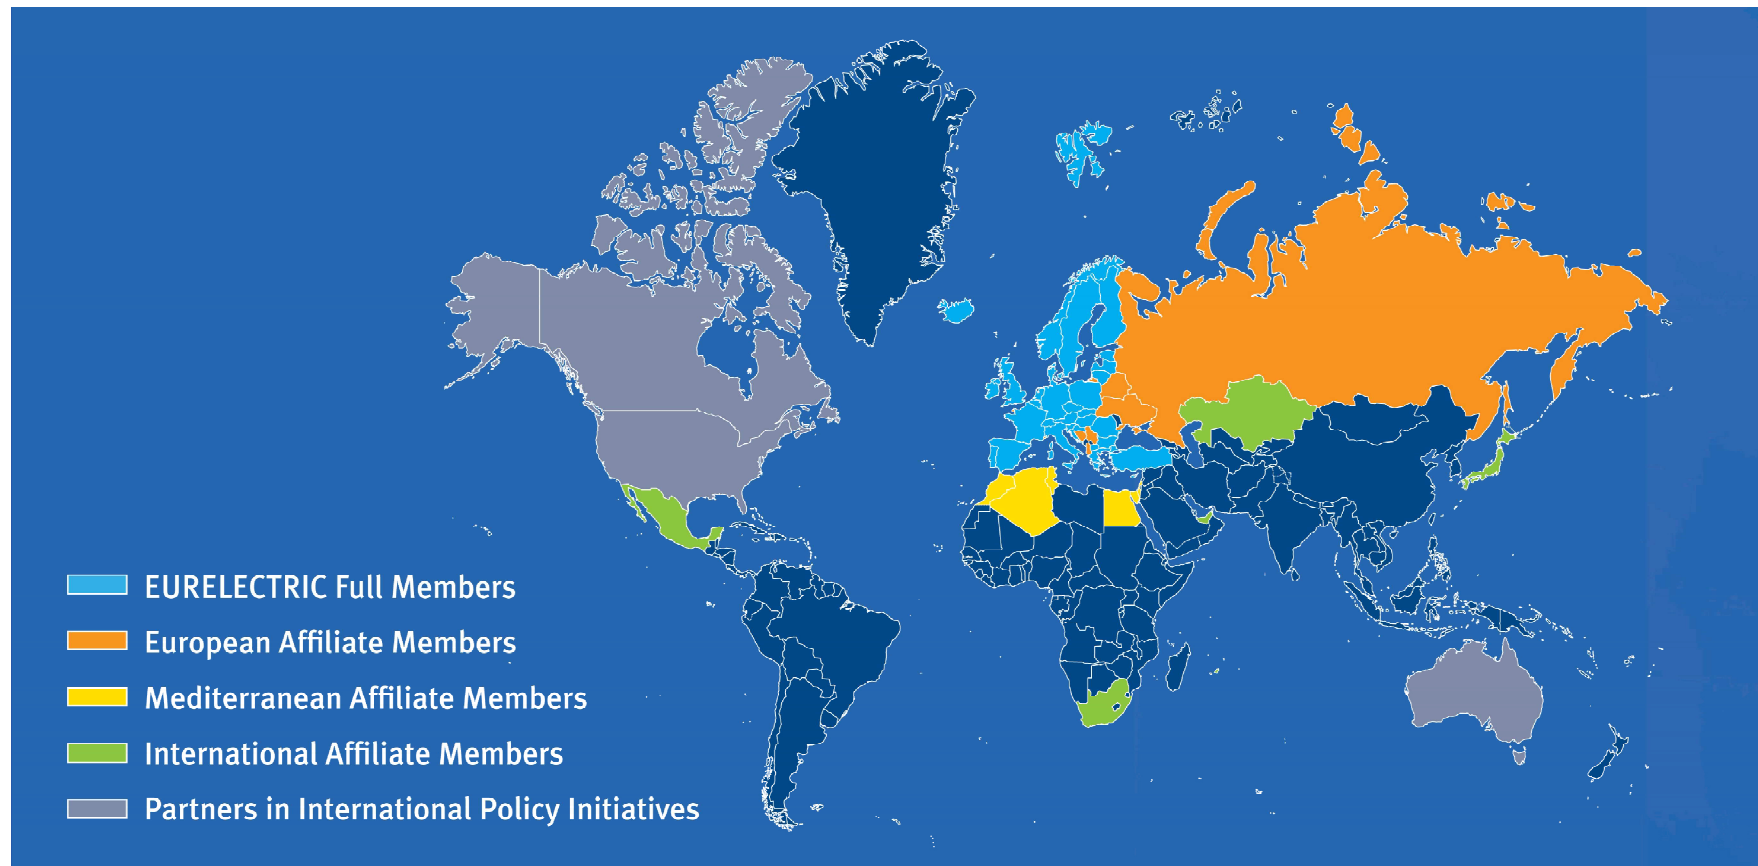 EURELECTRIC Full Members
European Affiliate Members
Mediterranean Affiliate Members
International Affiliate Members
Partners in International Policy Initiatives